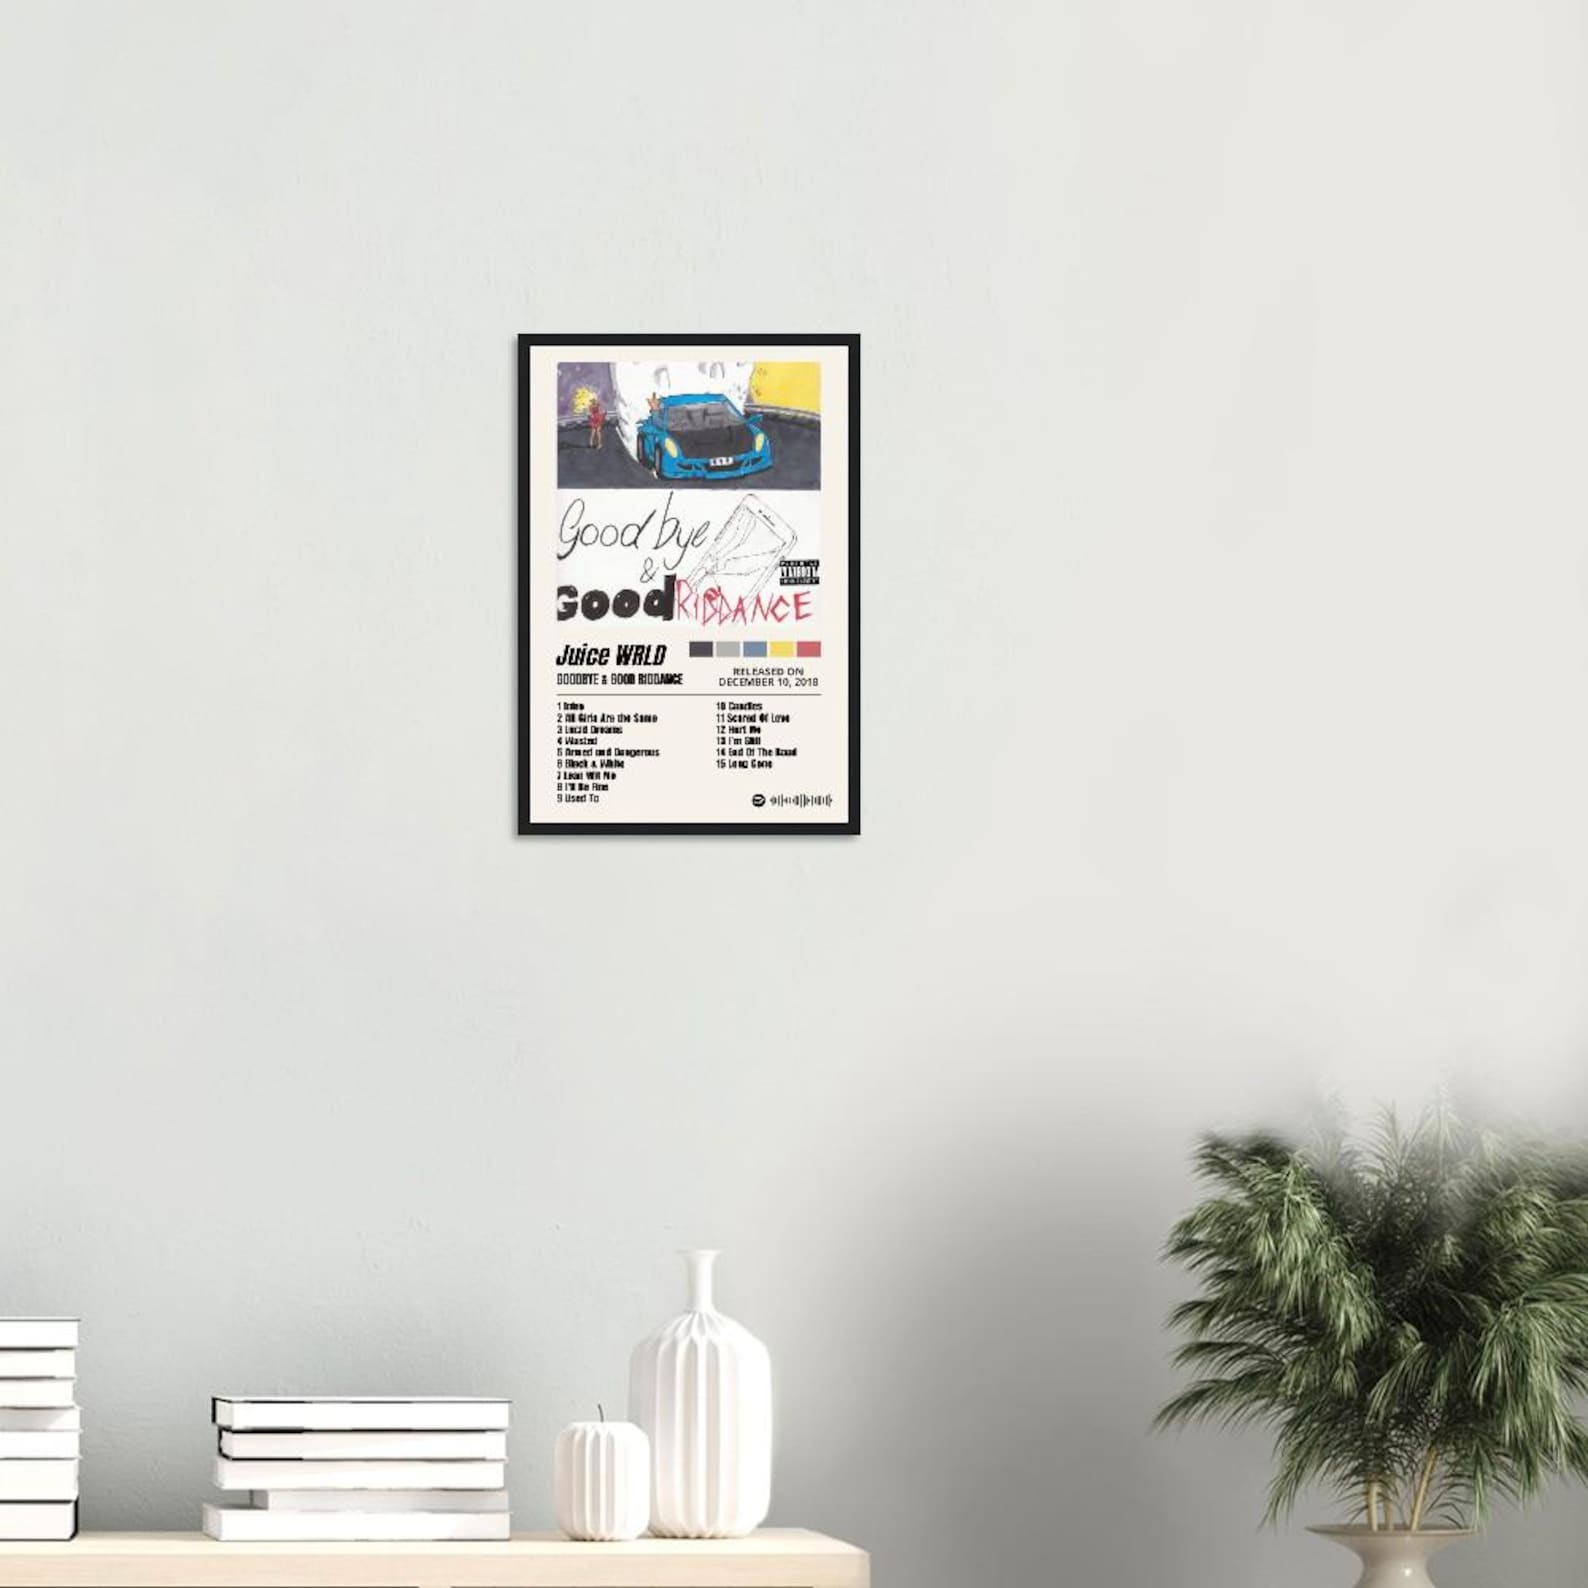 Goodbye
&
Good RIDDANCE
Juice WRLD
GOODBYE & GOOD RIDDANCE
RELEASED ON
DECEMBER 10, 2018
1 Intro
2 All Girls Are the Same
3 Lucid Dreams
4 Wasted
5 Armed and Dangerous
6 Black & White
7 Lean Wit Me
8 I'll Be Fine
9 Used To
10 Candles
11 Scared Of Love
12 Hurt Me
13 I'm Still
14 End Of The Road
15 Long Gone